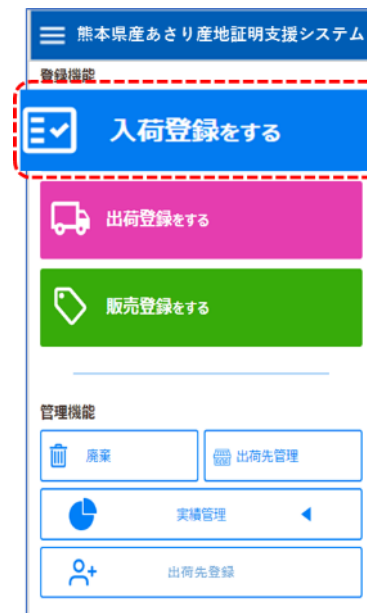 熊本県産あさり産地証明支援システム
登録機能
入荷登録をする
出荷登録をする
販売登録をする
管理機能
廃棄
出荷先管理
実績管理
出荷先登録